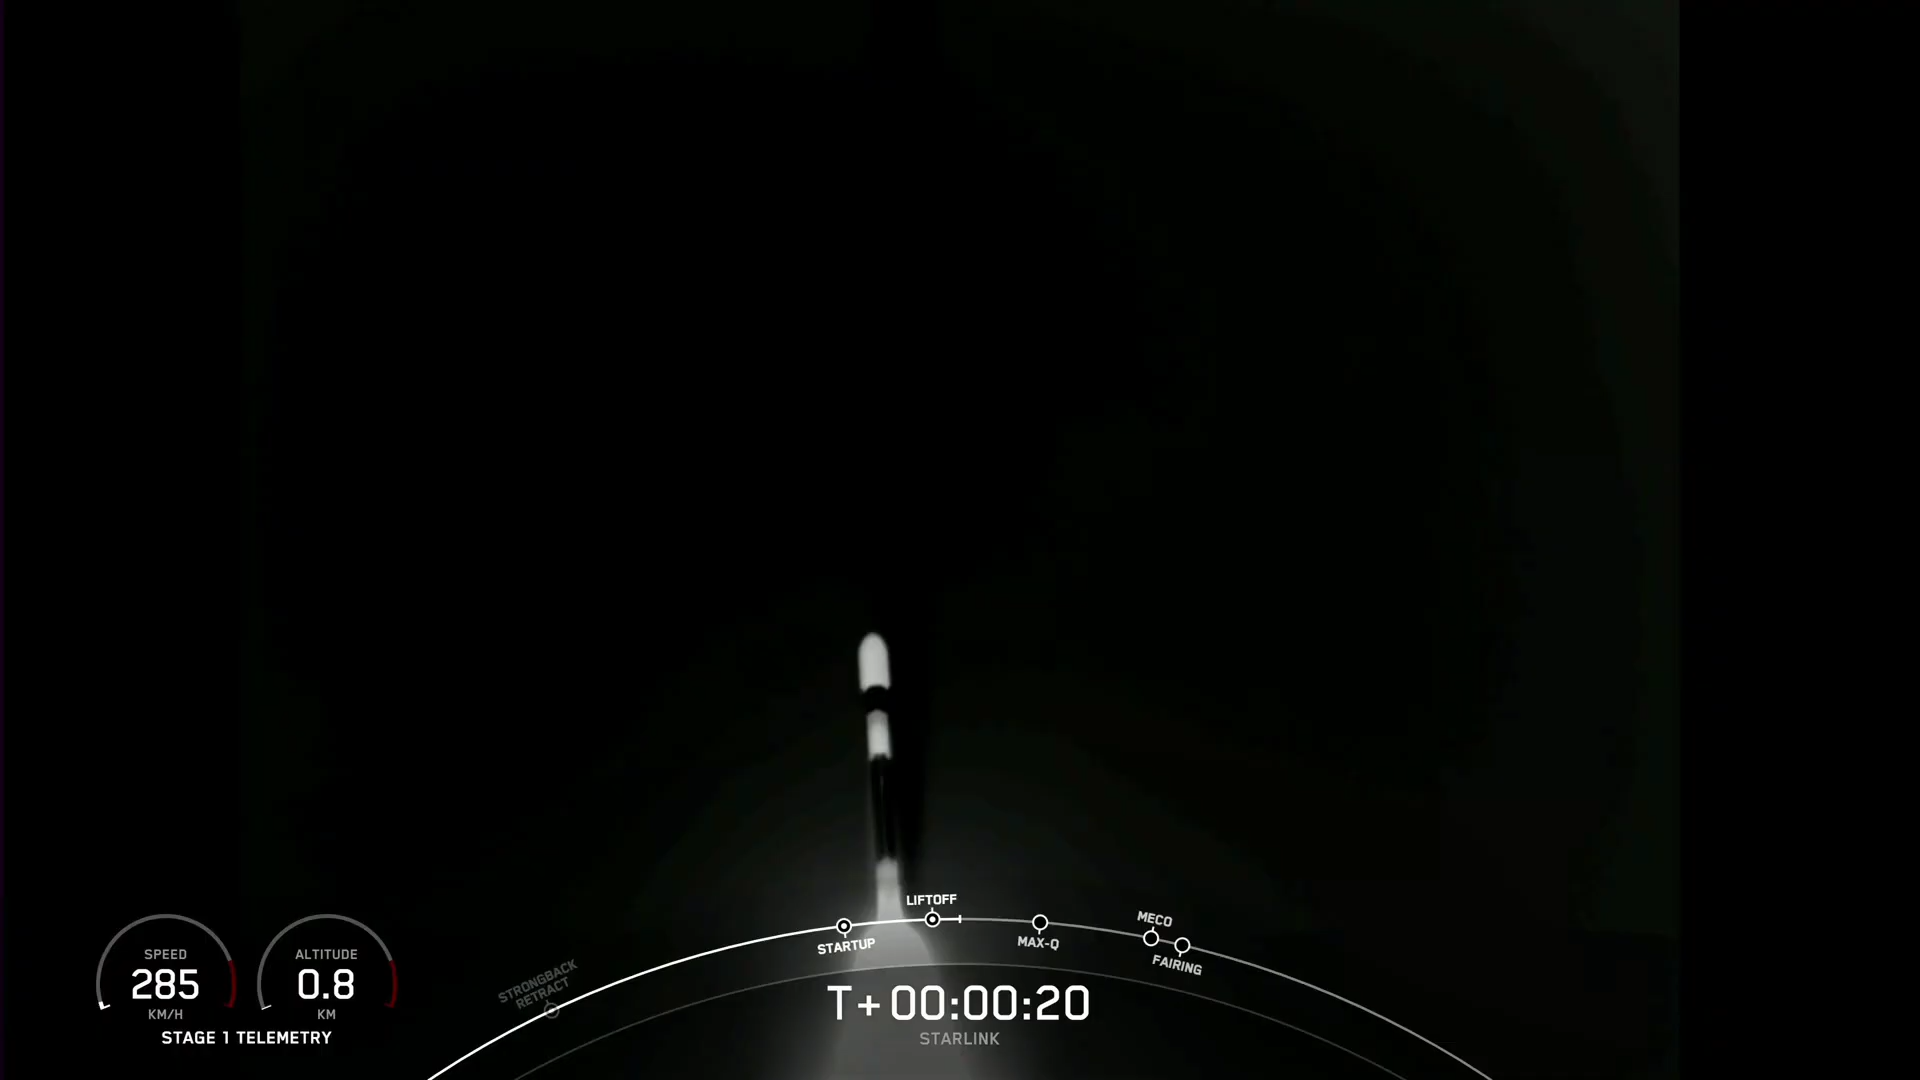 SPEED
285
KM/H
ALTITUDE
0.8
KM
STAGE 1 TELEMETRY
STRONGBACK
RETRACT
STARTUP
LIFTOFF
MAX-Q
MECO
FAIRING
T+00:00:20
STARLINK